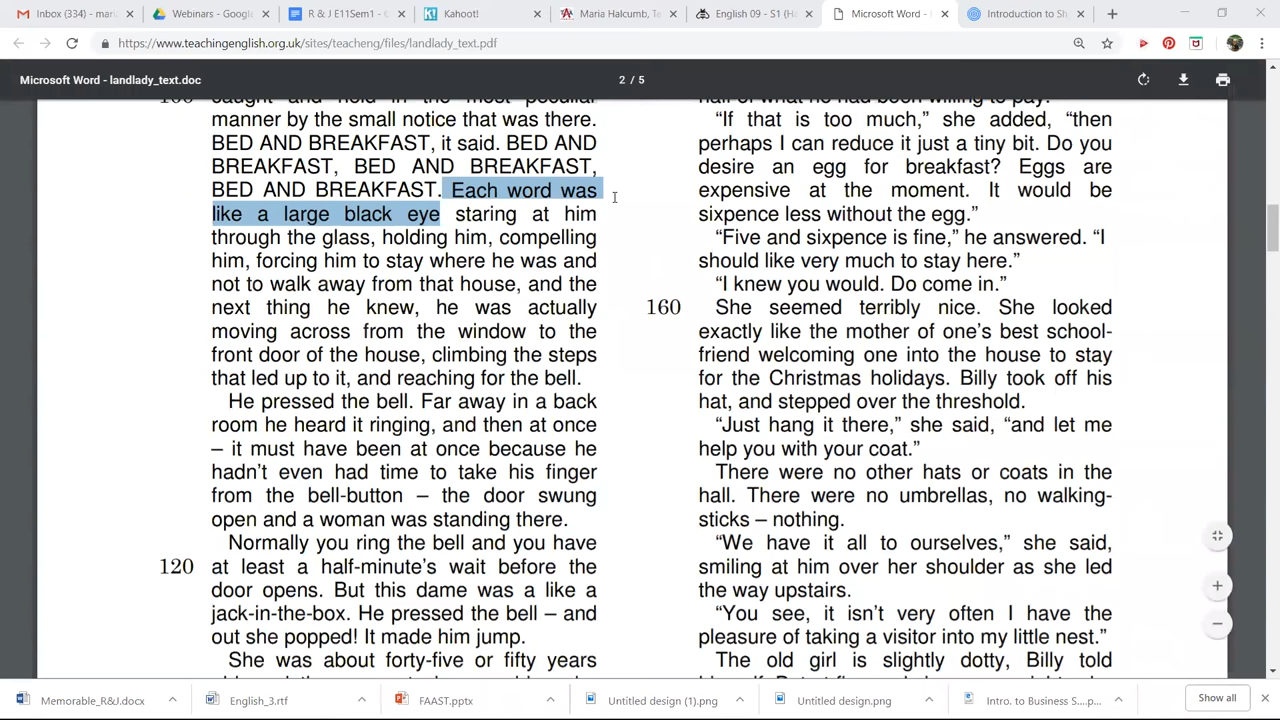 Inbox (334) - mari
Webinars - Google
R & J E11Sem1 - G
Kahoot!
Maria Halcumb, Te
English 09 - S1 (Ha
Microsoft Word -
Introduction to Sh
https://www.teachingenglish.org.uk/sites/teacheng/files/landlady_text.pdf
Microsoft Word - landlady_text.doc
2 / 5
caught and held in the most peculiar
manner by the small notice that was there.
BED AND BREAKFAST, it said. BED AND
BREAKFAST, BED AND BREAKFAST,
BED AND BREAKFAST. Each word was
like a large black eye staring at him
through the glass, holding him, compelling
him, forcing him to stay where he was and
not to walk away from that house, and the
next thing he knew, he was actually
moving across from the window to the
front door of the house, climbing the steps
that led up to it, and reaching for the bell.
He pressed the bell. Far away in a back
room he heard it ringing, and then at once
– it must have been at once because he
hadn't even had time to take his finger
from the bell-button – the door swung
open and a woman was standing there.
Normally you ring the bell and you have
120 at least a half-minute's wait before the
door opens. But this dame was a like a
jack-in-the-box. He pressed the bell – and
out she popped! It made him jump.
She was about forty-five or fifty years
half of what he had been willing to pay.
“If that is too much,” she added, “then
perhaps I can reduce it just a tiny bit. Do you
desire an egg for breakfast? Eggs are
expensive at the moment. It would be
sixpence less without the egg.”
“Five and sixpence is fine,” he answered. “I
should like very much to stay here.”
“I knew you would. Do come in.”
160 She seemed terribly nice. She looked
exactly like the mother of one's best school-
friend welcoming one into the house to stay
for the Christmas holidays. Billy took off his
hat, and stepped over the threshold.
“Just hang it there,” she said, “and let me
help you with your coat.”
There were no other hats or coats in the
hall. There were no umbrellas, no walking-
sticks – nothing.
“We have it all to ourselves,” she said,
smiling at him over her shoulder as she led
the way upstairs.
“You see, it isn't very often I have the
pleasure of taking a visitor into my little nest.”
The old girl is slightly dotty, Billy told
Memorable_R&J.docx
English_3.rtf
FAAST.pptx
Untitled design (1).png
Untitled design.png
Intro. to Business S....p...
Show all